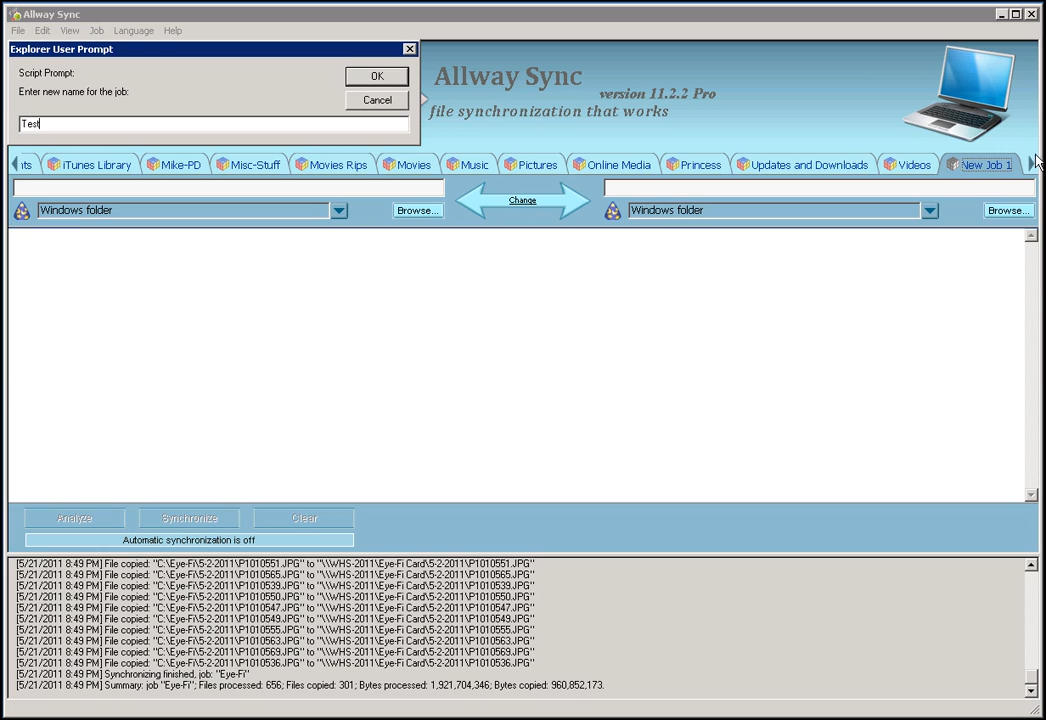 Allway Sync
File Edit View Job Language Help
Explorer User Prompt
Script Prompt:
Enter new name for the job:
OK
Cancel
Test
Allway Sync
version 11.2.2 Pro
file synchronization that works
nts iTunes Library Mike-PD Misc-Stuff Movies Rips Movies Music Pictures Online Media Princess Updates and Downloads Videos New Job 1
Change
Windows folder Browse... Windows folder Browse...
Analyze Synchronize Clear
Automatic synchronization is off
[5/21/2011 8:49 PM] File copied: "C:\Eye-Fi\5-2-2011\P1010551.JPG" to "\\WHS-2011\Eye-Fi Card\5-2-2011\P1010551.JPG"
[5/21/2011 8:49 PM] File copied: "C:\Eye-Fi\5-2-2011\P1010565.JPG" to "\\WHS-2011\Eye-Fi Card\5-2-2011\P1010565.JPG"
[5/21/2011 8:49 PM] File copied: "C:\Eye-Fi\5-2-2011\P1010539.JPG" to "\\WHS-2011\Eye-Fi Card\5-2-2011\P1010539.JPG"
[5/21/2011 8:49 PM] File copied: "C:\Eye-Fi\5-2-2011\P1010550.JPG" to "\\WHS-2011\Eye-Fi Card\5-2-2011\P1010550.JPG"
[5/21/2011 8:49 PM] File copied: "C:\Eye-Fi\5-2-2011\P1010547.JPG" to "\\WHS-2011\Eye-Fi Card\5-2-2011\P1010547.JPG"
[5/21/2011 8:49 PM] File copied: "C:\Eye-Fi\5-2-2011\P1010549.JPG" to "\\WHS-2011\Eye-Fi Card\5-2-2011\P1010549.JPG"
[5/21/2011 8:49 PM] File copied: "C:\Eye-Fi\5-2-2011\P1010555.JPG" to "\\WHS-2011\Eye-Fi Card\5-2-2011\P1010555.JPG"
[5/21/2011 8:49 PM] File copied: "C:\Eye-Fi\5-2-2011\P1010563.JPG" to "\\WHS-2011\Eye-Fi Card\5-2-2011\P1010563.JPG"
[5/21/2011 8:49 PM] File copied: "C:\Eye-Fi\5-2-2011\P1010569.JPG" to "\\WHS-2011\Eye-Fi Card\5-2-2011\P1010569.JPG"
[5/21/2011 8:49 PM] File copied: "C:\Eye-Fi\5-2-2011\P1010536.JPG" to "\\WHS-2011\Eye-Fi Card\5-2-2011\P1010536.JPG"
[5/21/2011 8:49 PM] Synchronizing finished, job: "Eye-Fi"
[5/21/2011 8:49 PM] Summary: job "Eye-Fi"; Files processed: 656; Files copied: 301; Bytes processed: 1,921,704,346; Bytes copied: 960,852,173.